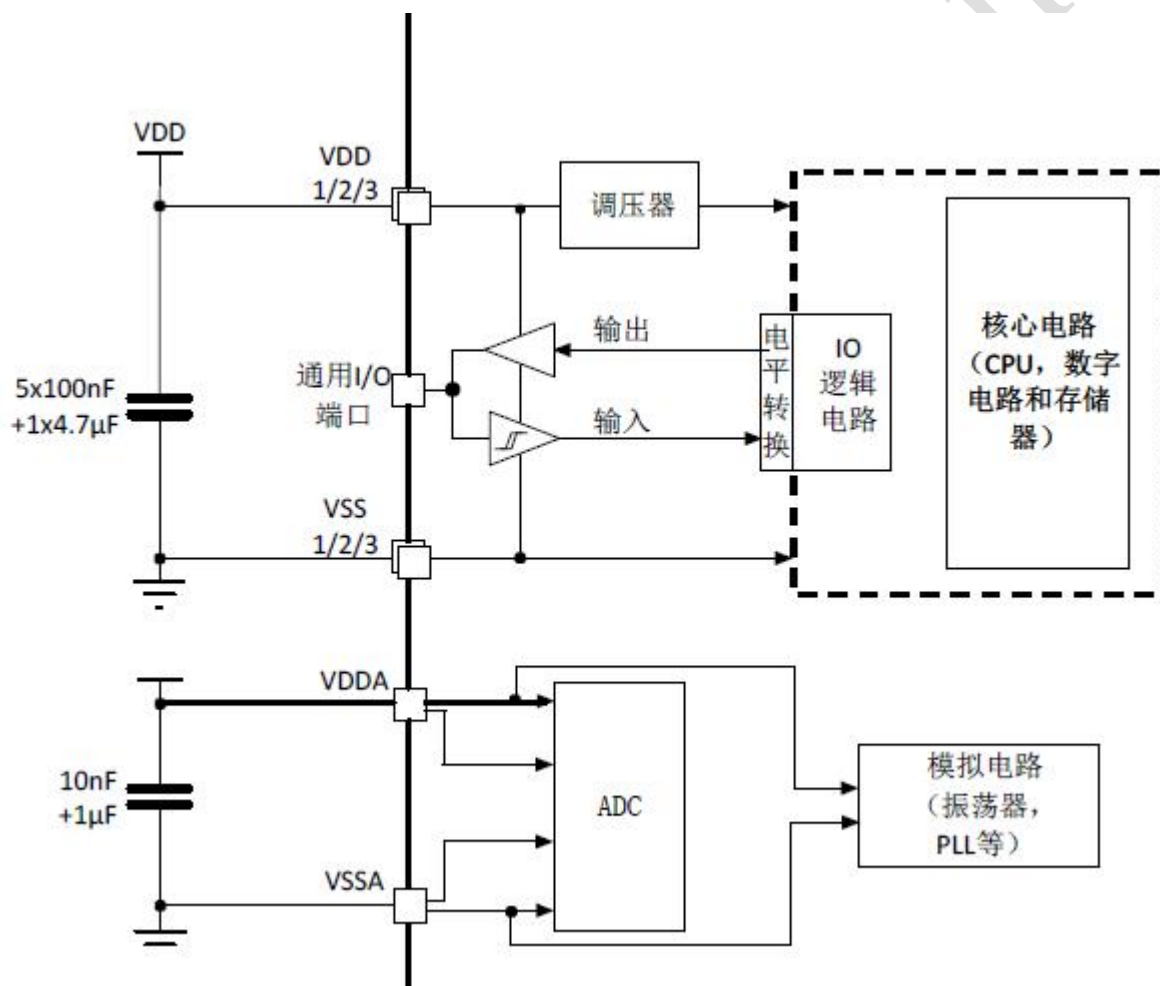 VDD
VDD
1/2/3
调压器
输出
通用I/O
端口
输入
电平转换
IO
逻辑
电路
核心电路
（CPU，数字
电路和存储
器）
5x100nF
+1x4.7μF
VSS
1/2/3
VDDA
10nF
+1μF
ADC
模拟电路
（振荡器，
PLL等）
VSSA